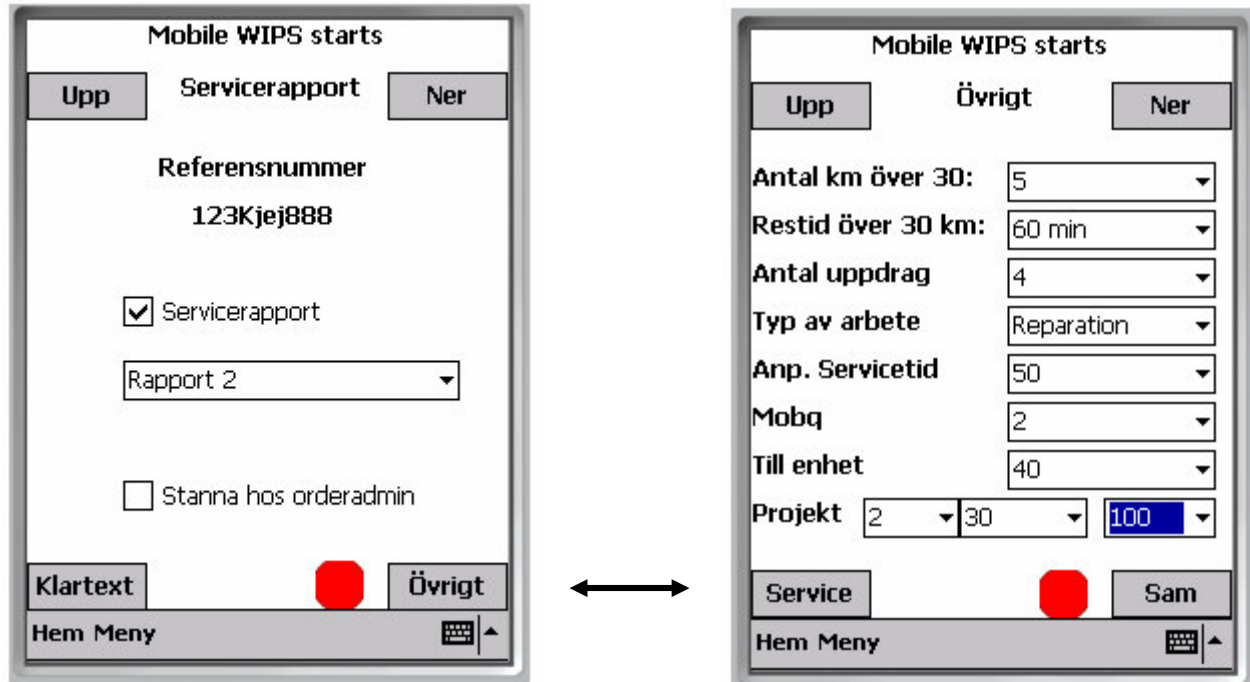 Mobile WIPS starts
Upp Servicerapport Ner
Referensnummer
123Kjej888
Servicerapport
Rapport 2
Stanna hos orderadmin
Klartext Övrigt
Hem Meny
Mobile WIPS starts
Upp Övrigt Ner
Antal km över 30: 5
Restid över 30 km: 60 min
Antal uppdrag 4
Typ av arbete Reparation
Anp. Servicetid 50
Mobq 2
Till enhet 40
Projekt 2 30 100
Service Sam
Hem Meny